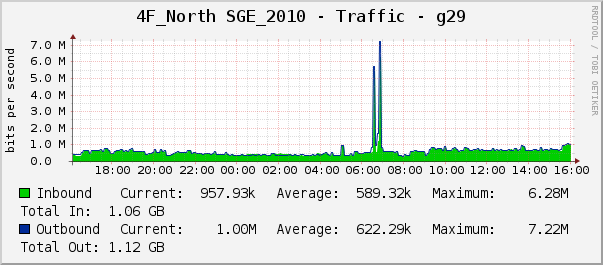 4F_North SGE_2010 - Traffic - g29
RRDTOOL / TOBI OETIKER
bits per second
7.0 M
6.0 M
5.0 M
4.0 M
3.0 M
2.0 M
1.0 M
0.0
18:00 20:00 22:00 00:00 02:00 04:00 06:00 08:00 10:00 12:00 14:00 16:00
Inbound Current: 957.93k Average: 589.32k Maximum: 6.28M
Total In: 1.06 GB
Outbound Current: 1.00M Average: 622.29k Maximum: 7.22M
Total Out: 1.12 GB